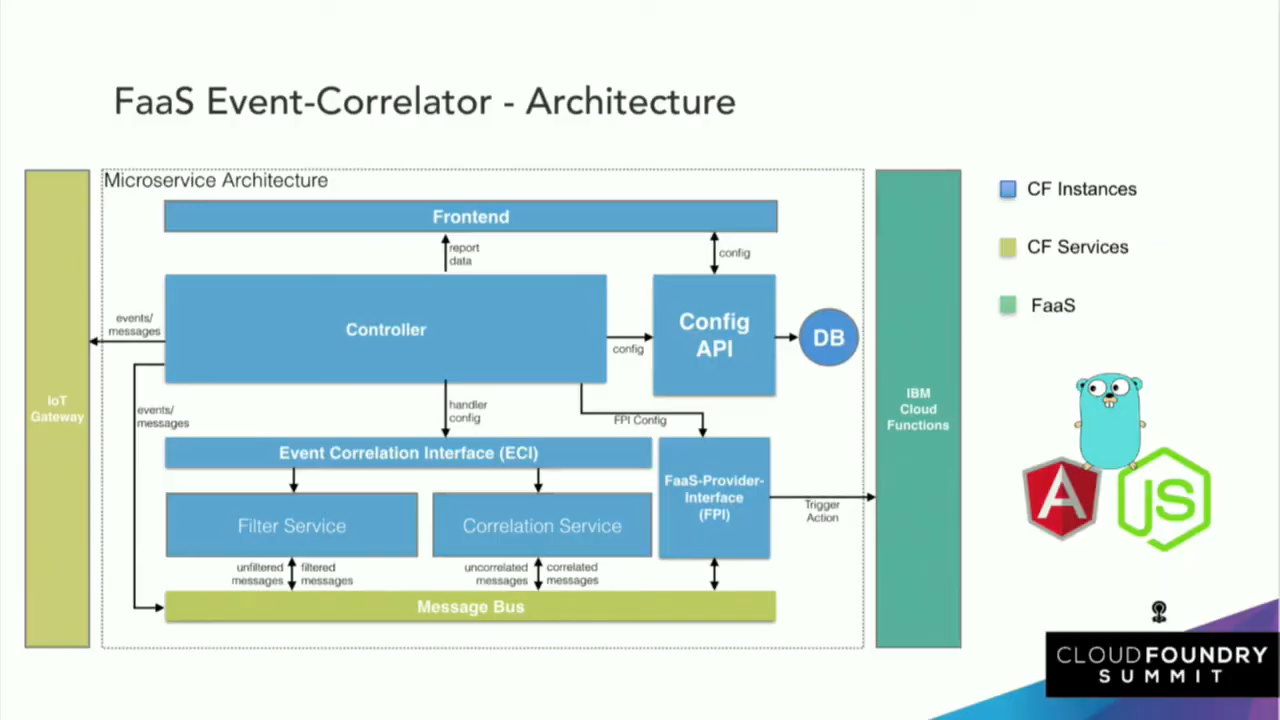 FaaS Event-Correlator - Architecture
Microservice Architecture
Frontend
report
data
config
Controller
Config
API
DB
events/
messages
config
IoT
Gateway
events/
messages
handler
config
FPI Config
IBM
Cloud
Functions
Event Correlation Interface (ECI)
FaaS-Provider-
Interface
(FPI)
Filter Service
Correlation Service
Trigger
Action
unfiltered
messages
filtered
messages
uncorrelated
messages
correlated
messages
Message Bus
CF Instances
CF Services
FaaS
A
JS
CLOUDFOUNDRY
SUMMIT